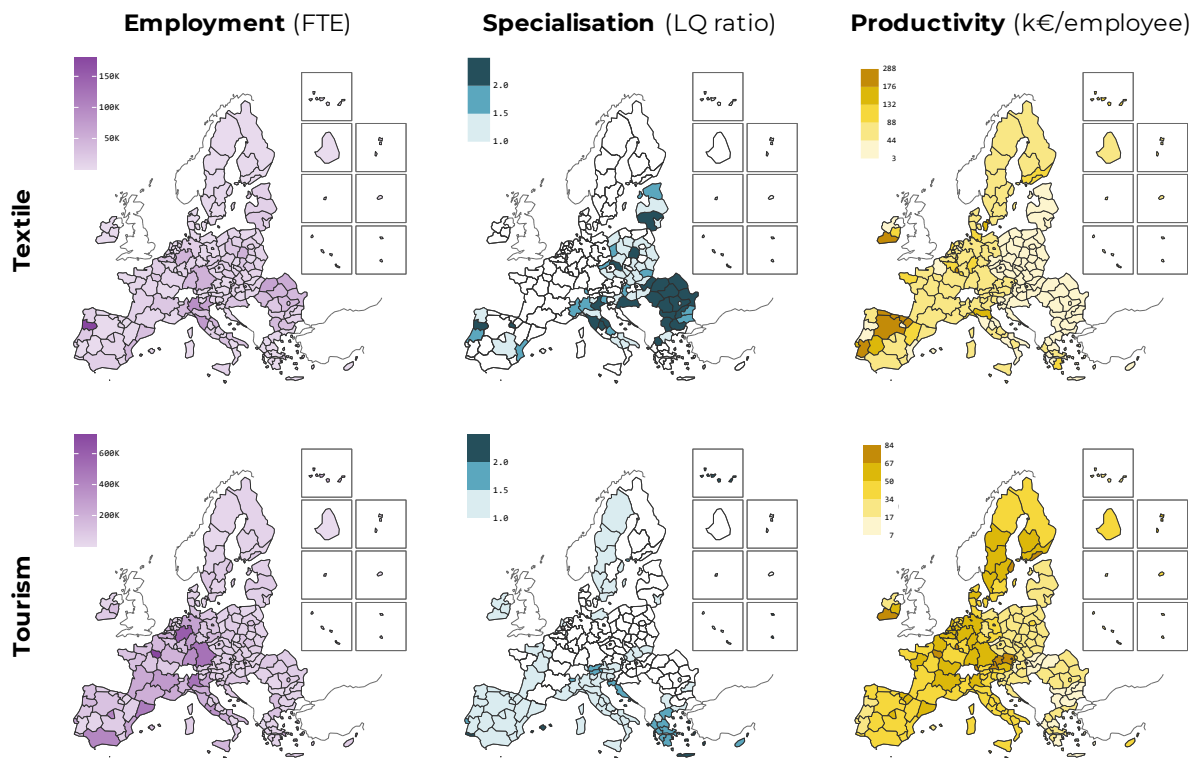 Employment (FTE)
Specialisation (LQ ratio)
Productivity (k€/employee)
Textile
150K
100K
50K
2.0
1.5
1.0
288
176
132
88
44
3
Tourism
600K
400K
200K
2.0
1.5
1.0
84
67
50
34
17
7